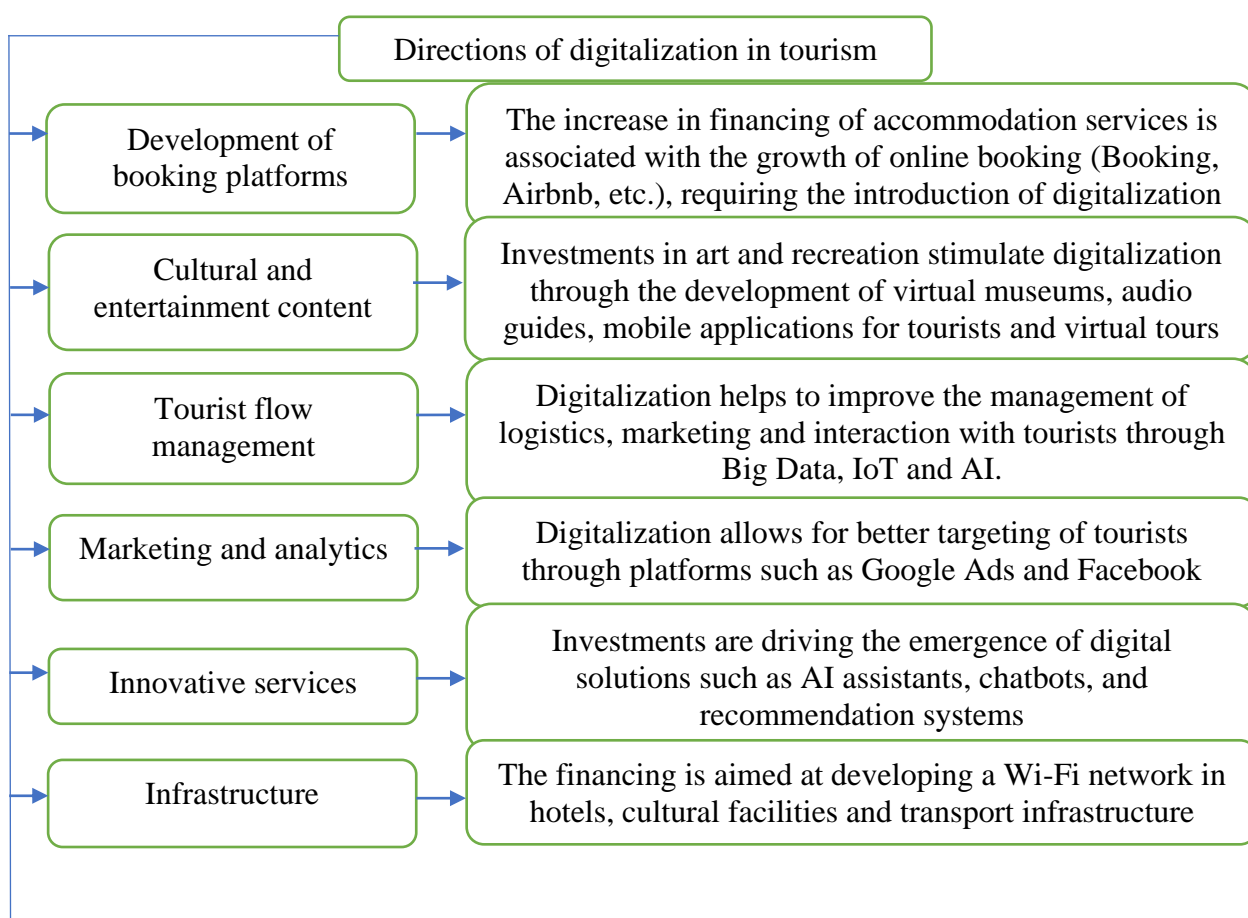 Directions of digitalization in tourism
Development of
booking platforms
The increase in financing of accommodation services is
associated with the growth of online booking (Booking,
Airbnb, etc.), requiring the introduction of digitalization
Cultural and
entertainment content
Investments in art and recreation stimulate digitalization
through the development of virtual museums, audio
guides, mobile applications for tourists and virtual tours
Tourist flow
management
Digitalization helps to improve the management of
logistics, marketing and interaction with tourists through
Big Data, IoT and AI.
Marketing and analytics
Digitalization allows for better targeting of tourists
through platforms such as Google Ads and Facebook
Innovative services
Investments are driving the emergence of digital
solutions such as AI assistants, chatbots, and
recommendation systems
Infrastructure
The financing is aimed at developing a Wi-Fi network in
hotels, cultural facilities and transport infrastructure